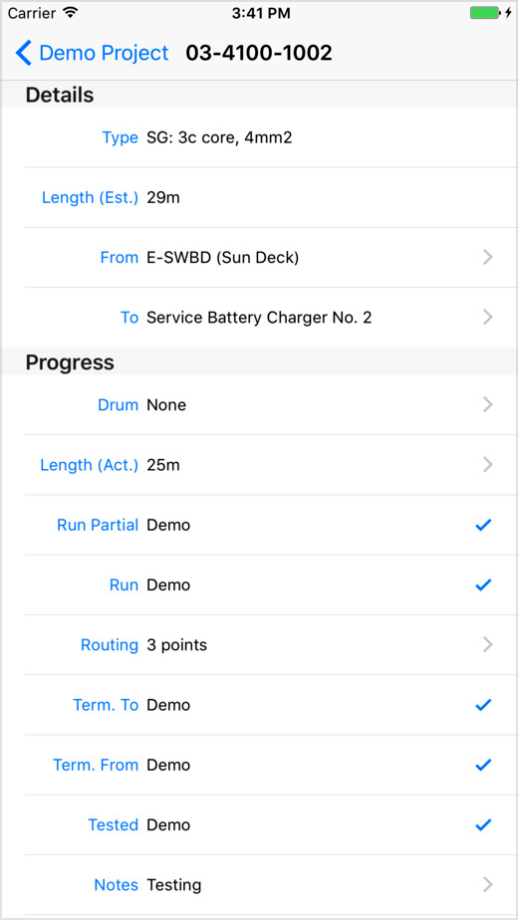 Carrier 3:41 PM
Demo Project 03-4100-1002
Details
Type SG: 3c core, 4mm2
Length (Est.) 29m
From E-SWBD (Sun Deck)
To Service Battery Charger No. 2
Progress
Drum None
Length (Act.) 25m
Run Partial Demo
Run Demo
Routing 3 points
Term. To Demo
Term. From Demo
Tested Demo
Notes Testing